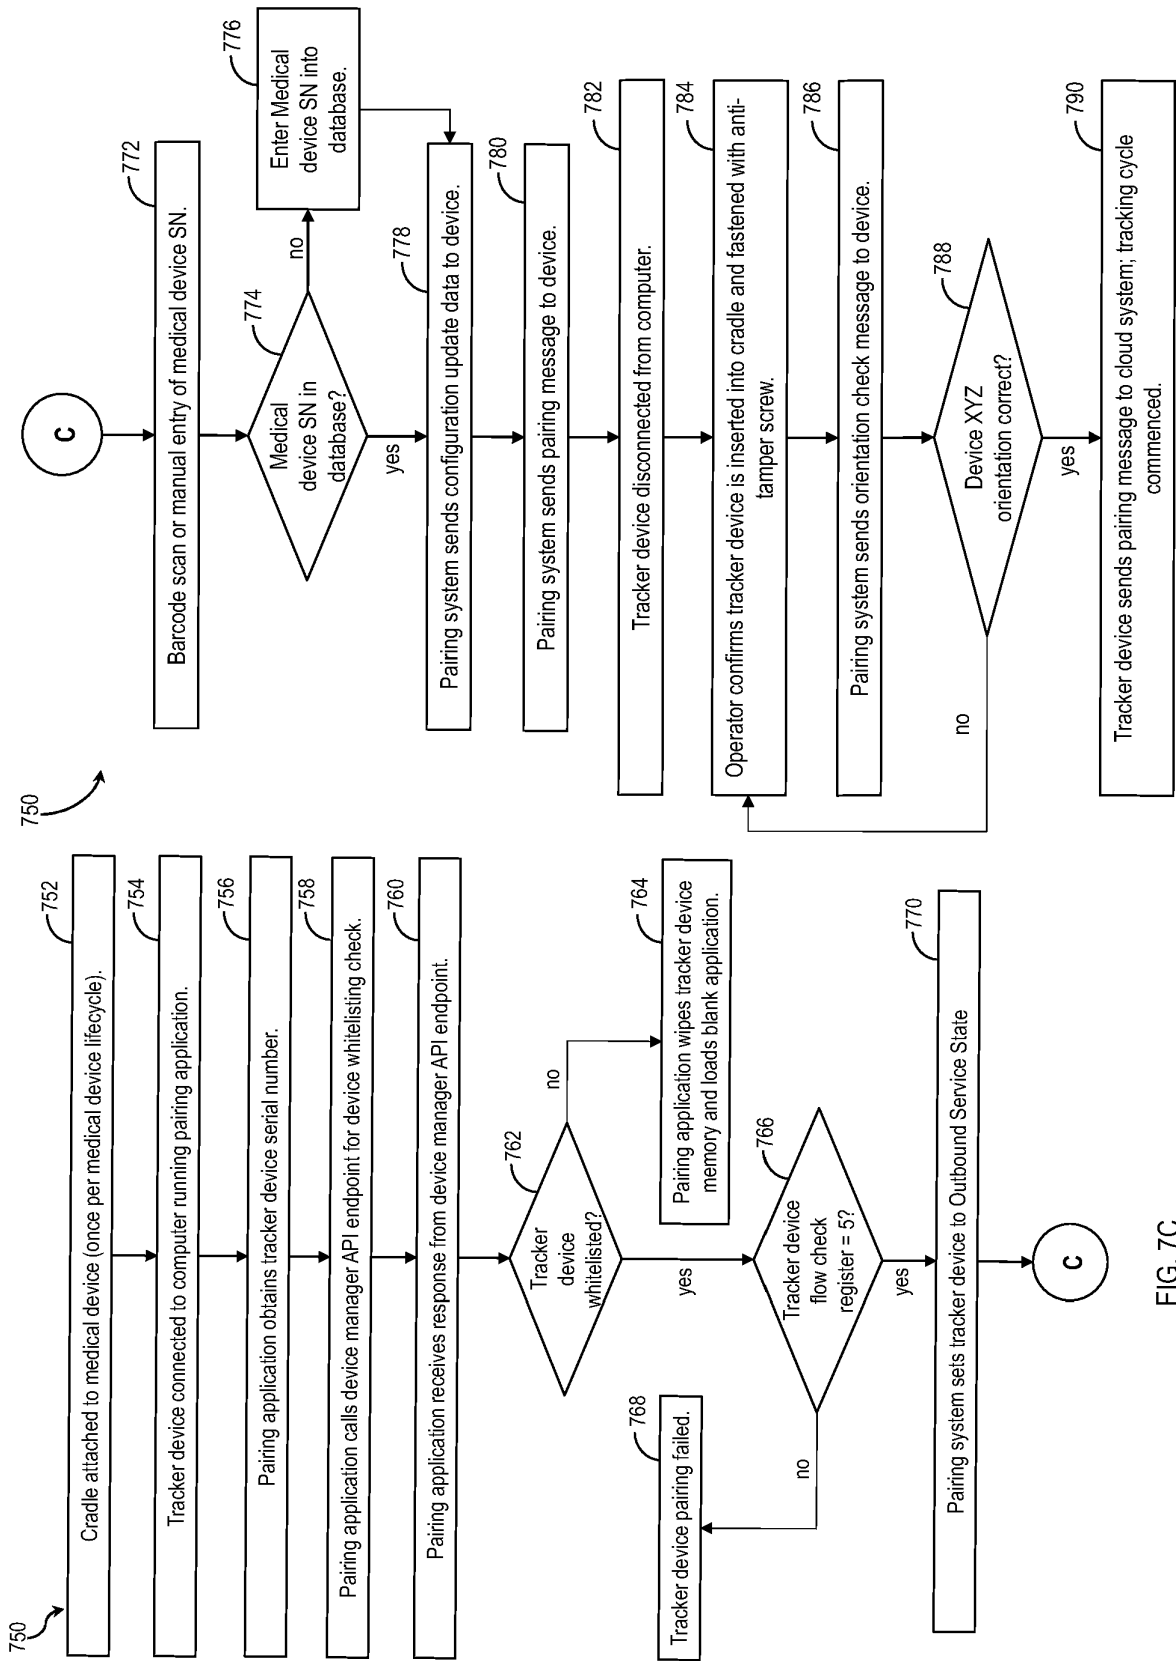 750
752
Cradle attached to medical device (once per medical device lifecycle).
754
Tracker device connected to computer running pairing application.
756
Pairing application obtains tracker device serial number.
758
Pairing application calls device manager API endpoint for device whitelisting check.
760
Pairing application receives response from device manager API endpoint.
762
Tracker
device
whitelisted?
no
764
Pairing application wipes tracker device
memory and loads blank application.
yes
766
Tracker device
flow check
register = 5?
no
768
Tracker device pairing failed.
yes
770
Pairing system sets tracker device to Outbound Service State
C
FIG. 7C
750
C
772
Barcode scan or manual entry of medical device SN.
774
Medical
device SN in
database?
no
776
Enter Medical
device SN into
database.
yes
778
Pairing system sends configuration update data to device.
780
Pairing system sends pairing message to device.
782
Tracker device disconnected from computer.
784
Operator confirms tracker device is inserted into cradle and fastened with anti-
tamper screw.
786
Pairing system sends orientation check message to device.
788
Device XYZ
orientation correct?
no
yes
790
Tracker device sends pairing message to cloud system; tracking cycle
commenced.